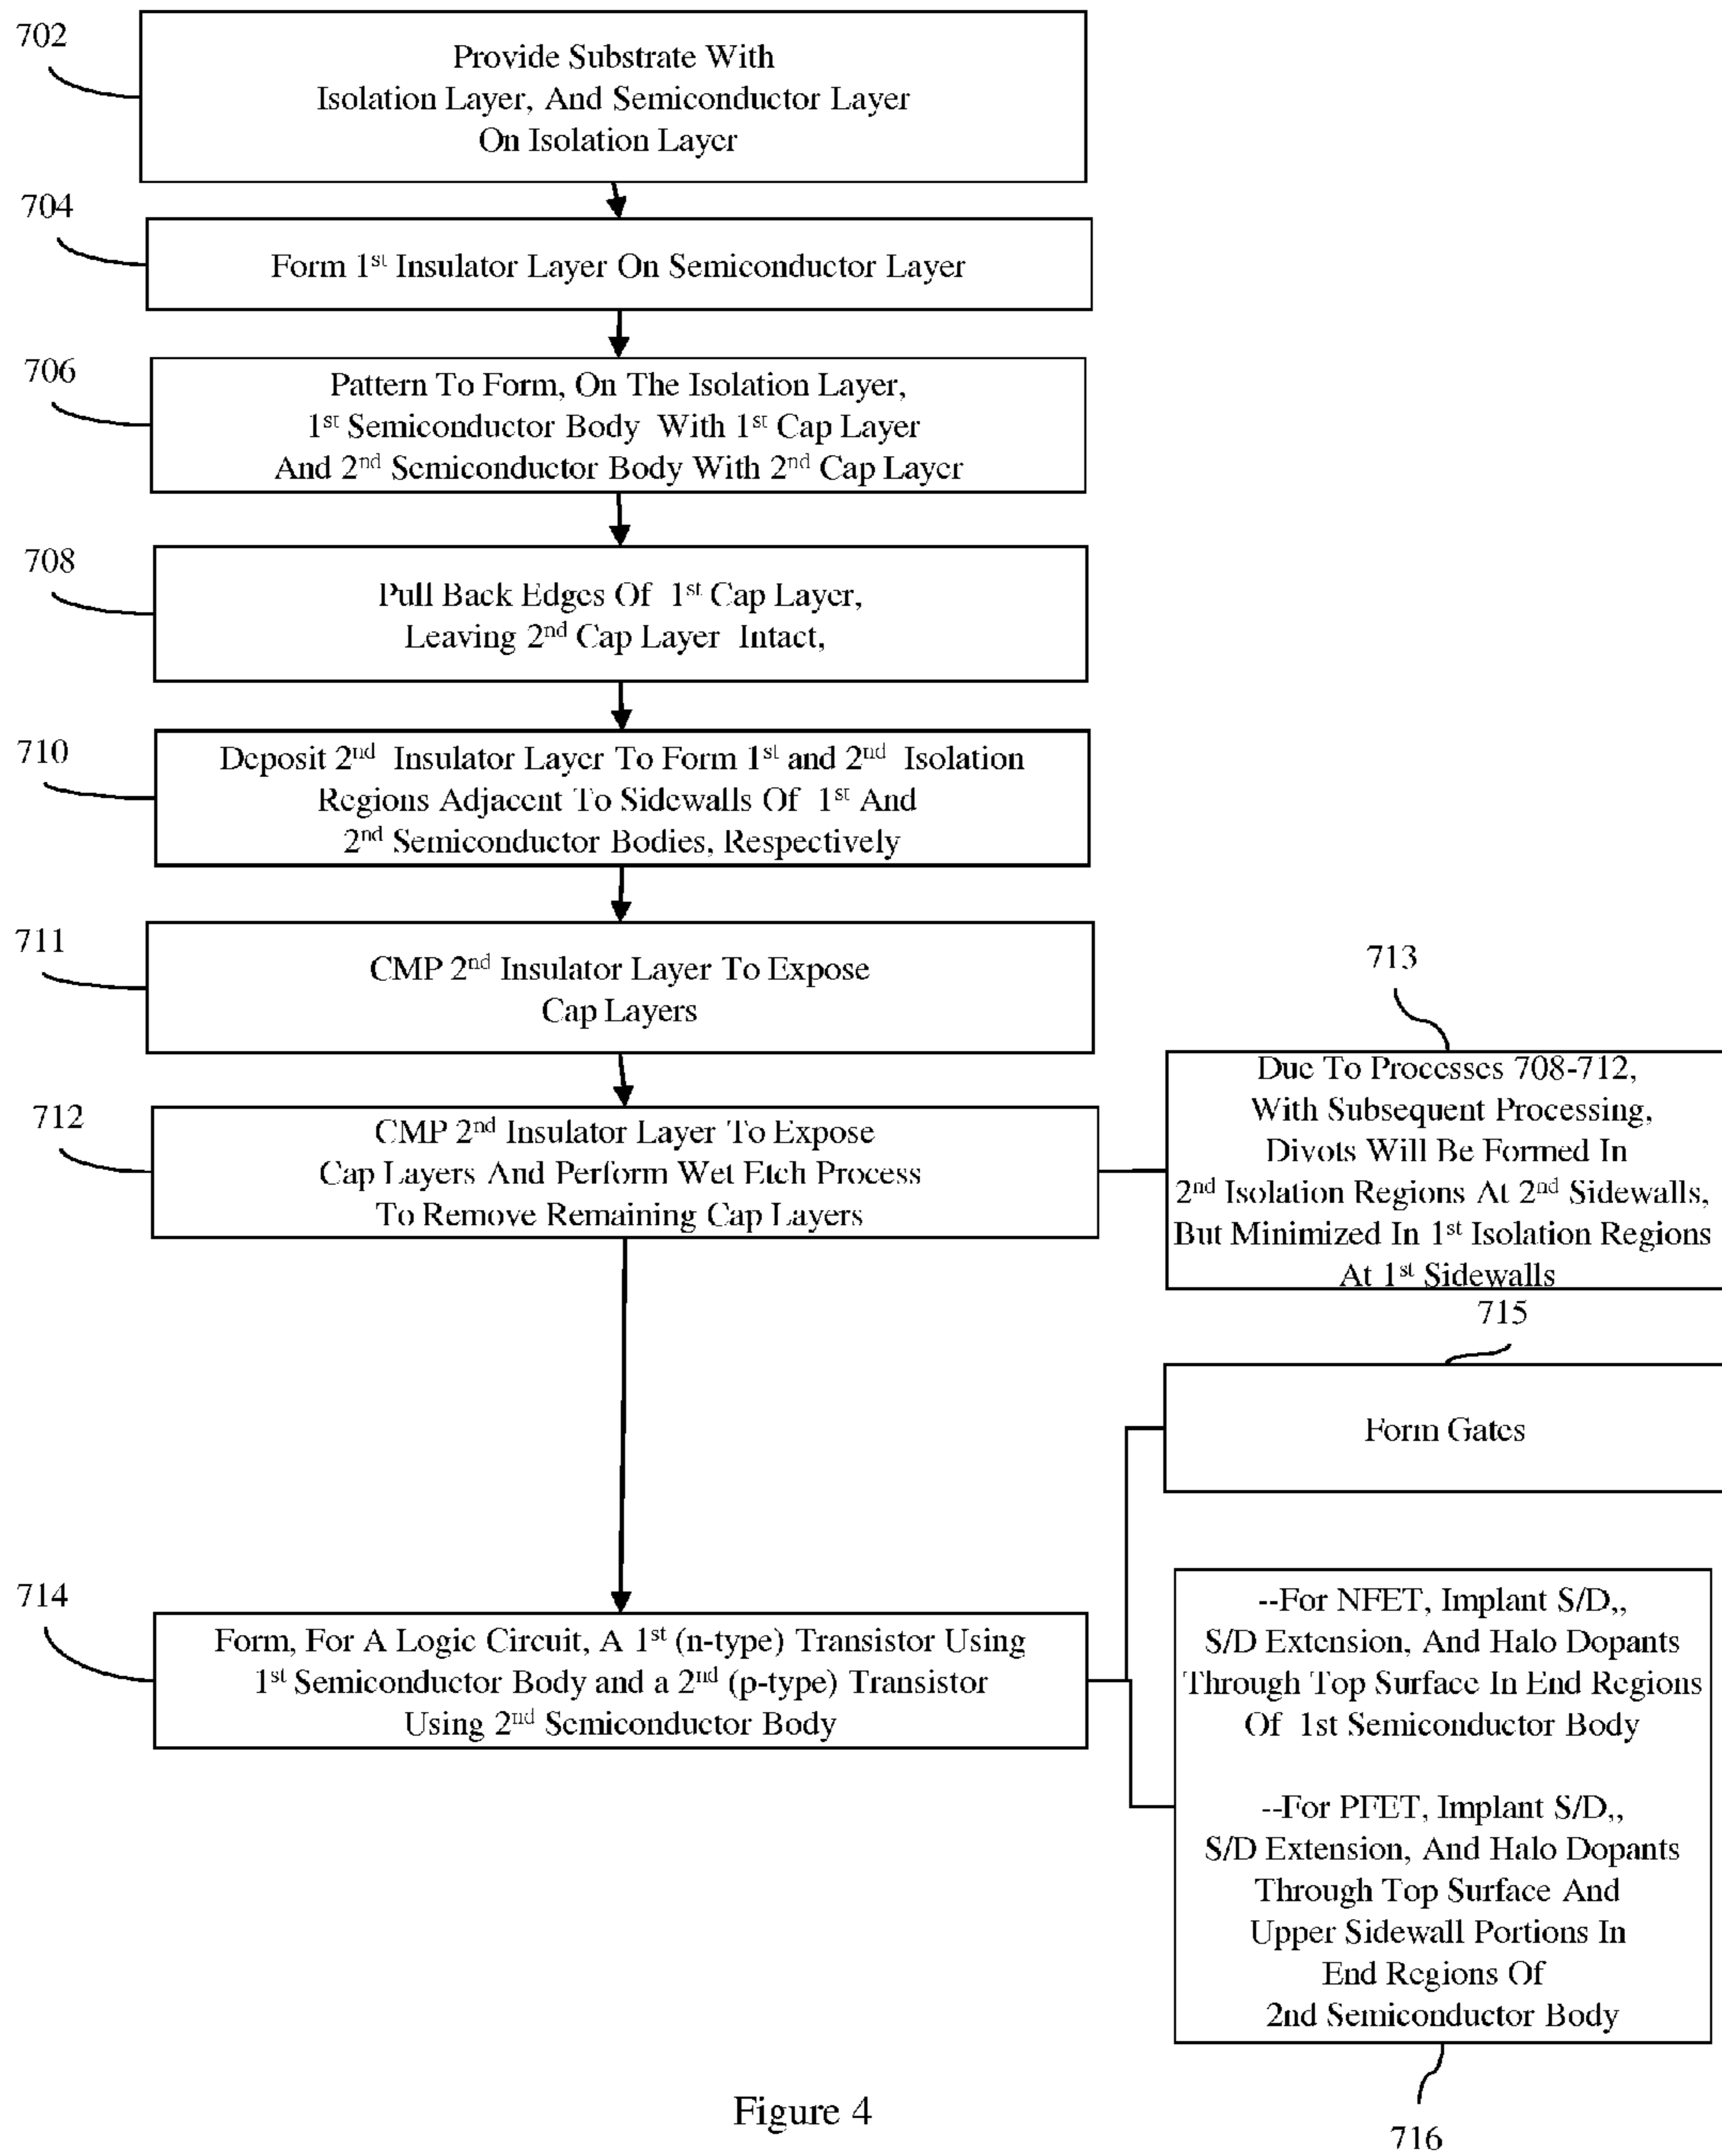 702
Provide Substrate With
Isolation Layer, And Semiconductor Layer
On Isolation Layer
704
Form 1st Insulator Layer On Semiconductor Layer
706
Pattern To Form, On The Isolation Layer,
1st Semiconductor Body With 1st Cap Layer
And 2nd Semiconductor Body With 2nd Cap Layer
708
Pull Back Edges Of 1st Cap Layer,
Leaving 2nd Cap Layer Intact,
710
Deposit 2nd Insulator Layer To Form 1st and 2nd Isolation
Regions Adjacent To Sidewalls Of 1st And
2nd Semiconductor Bodies, Respectively
711
CMP 2nd Insulator Layer To Expose
Cap Layers
712
CMP 2nd Insulator Layer To Expose
Cap Layers And Perform Wet Etch Process
To Remove Remaining Cap Layers
713
Due To Processes 708-712,
With Subsequent Processing,
Divots Will Be Formed In
2nd Isolation Regions At 2nd Sidewalls,
But Minimized In 1st Isolation Regions
At 1st Sidewalls
714
Form, For A Logic Circuit, A 1st (n-type) Transistor Using
1st Semiconductor Body and a 2nd (p-type) Transistor
Using 2nd Semiconductor Body
715
Form Gates
--For NFET, Implant S/D,,
S/D Extension, And Halo Dopants
Through Top Surface In End Regions
Of 1st Semiconductor Body
--For PFET, Implant S/D,,
S/D Extension, And Halo Dopants
Through Top Surface And
Upper Sidewall Portions In
End Regions Of
2nd Semiconductor Body
716
Figure 4